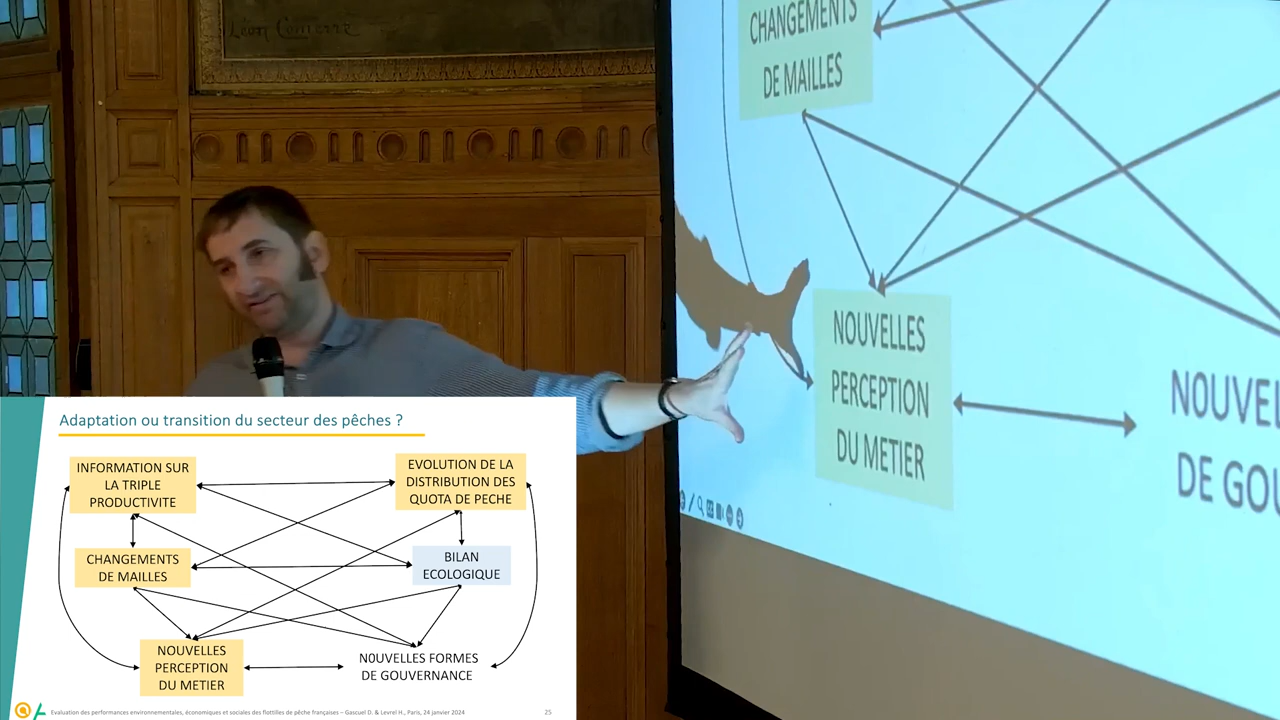 Léon Comerre
CHANGEMENTS
DE MAILLES
NOUVELLES
PERCEPTION
DU METIER
NOUVEL
DE GOU
Adaptation ou transition du secteur des pêches ?
INFORMATION SUR
LA TRIPLE
PRODUCTIVITE
EVOLUTION DE LA
DISTRIBUTION DES
QUOTA DE PECHE
CHANGEMENTS
DE MAILLES
BILAN
ECOLOGIQUE
NOUVELLES
PERCEPTION
DU METIER
NOUVELLES FORMES
DE GOUVERNANCE
Evaluation des performances environnementales, économiques et sociales des flottilles de pêche françaises – Gascuel D. & Levrel H., Paris, 24 janvier 2024
25